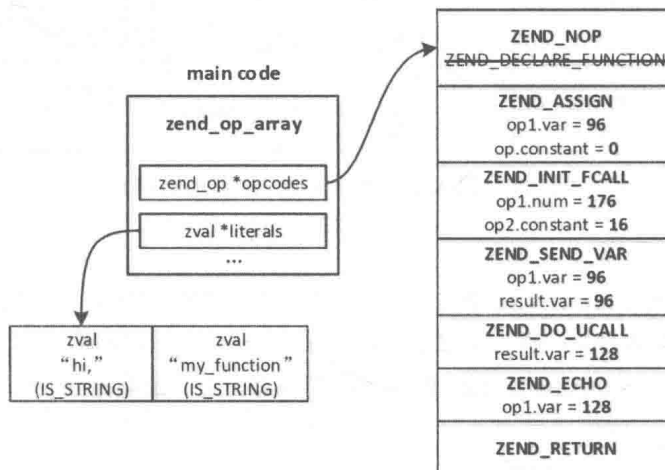 main code
zend_op_array
zend_op *opcodes
zval *literals
...
zval
"hi,"
(IS_STRING)
zval
"my_function"
(IS_STRING)
ZEND_NOP
ZEND_DECLARE_FUNCTION
ZEND_ASSIGN
op1.var = 96
op.constant = 0
ZEND_INIT_FCALL
op1.num = 176
op2.constant = 16
ZEND_SEND_VAR
op1.var = 96
result.var = 96
ZEND_DO_UCALL
result.var = 128
ZEND_ECHO
op1.var = 128
ZEND_RETURN